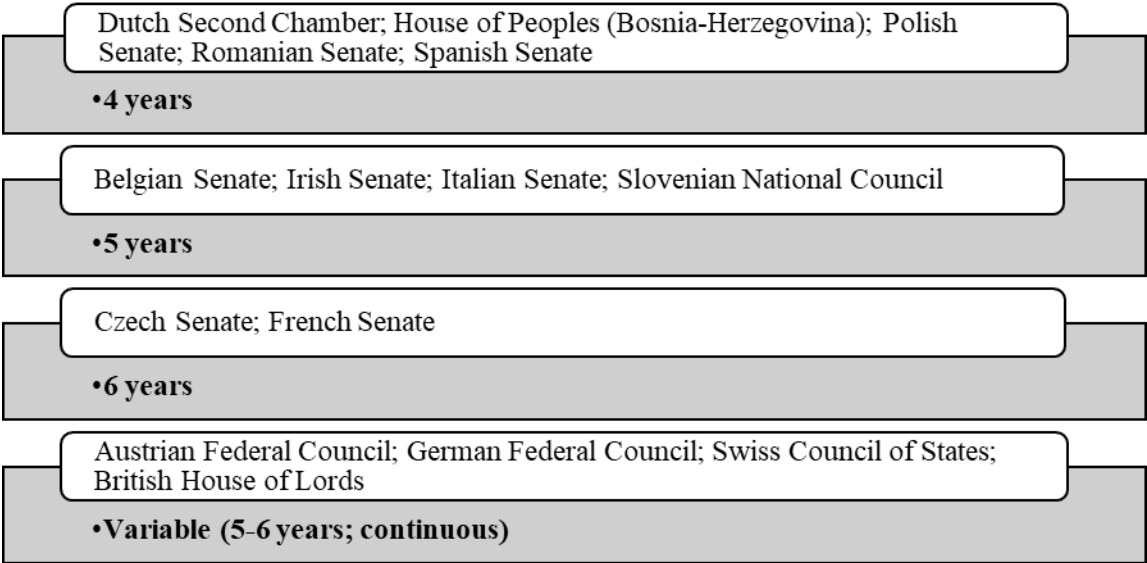 Dutch Second Chamber; House of Peoples (Bosnia-Herzegovina); Polish
Senate; Romanian Senate; Spanish Senate
•4 years
Belgian Senate; Irish Senate; Italian Senate; Slovenian National Council
•5 years
Czech Senate; French Senate
•6 years
Austrian Federal Council; German Federal Council; Swiss Council of States;
British House of Lords
•Variable (5-6 years; continuous)